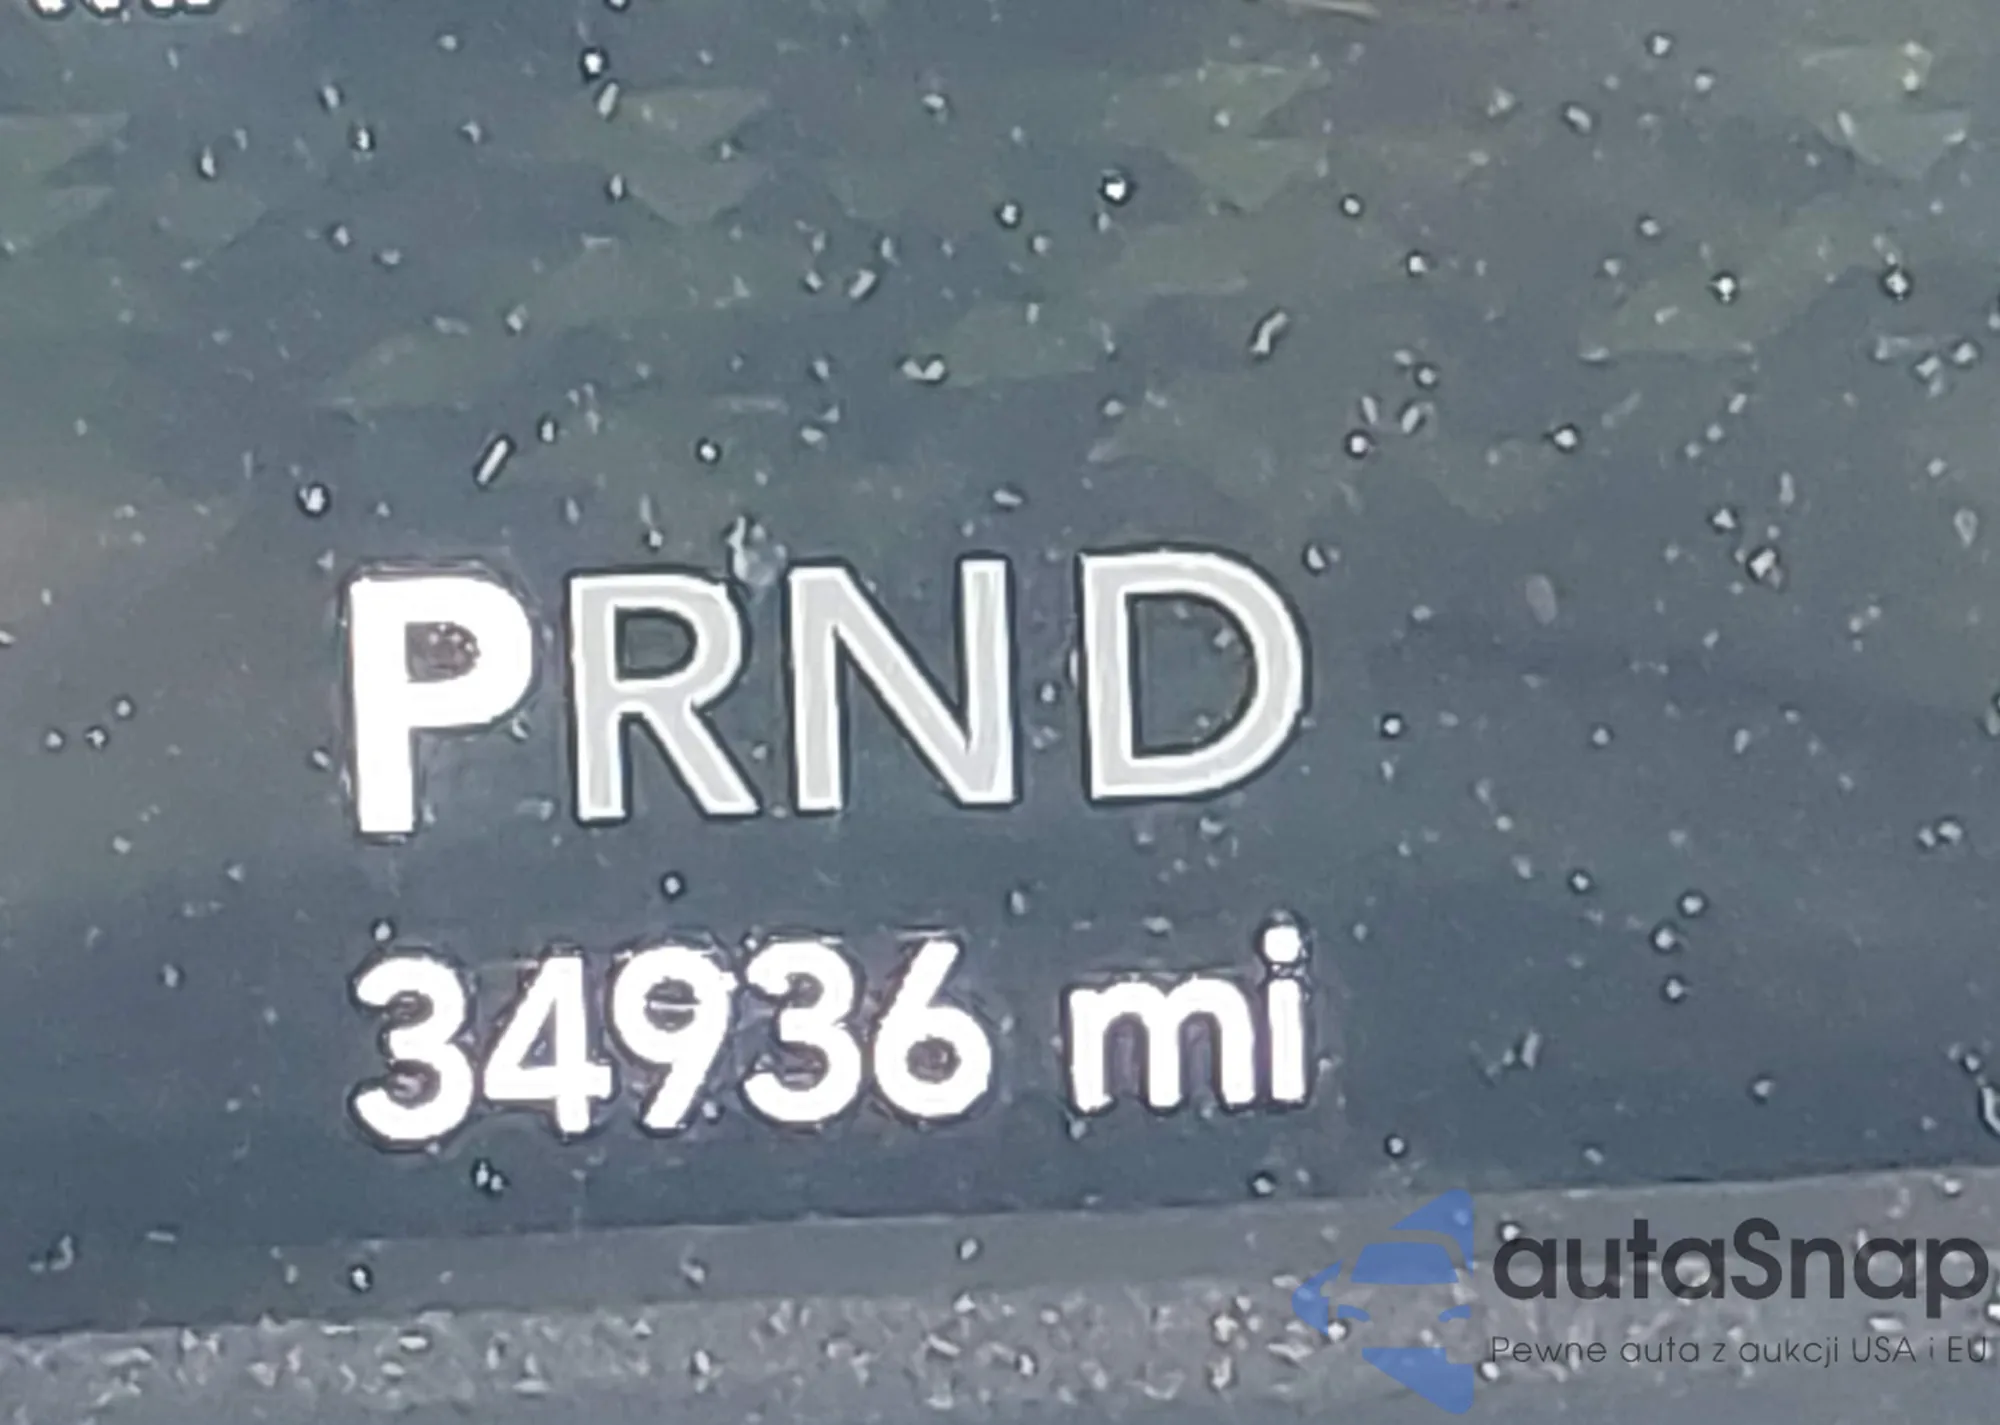 PRND
34936 mi
autaSnap
Pewne auta z aukcji USA i EU